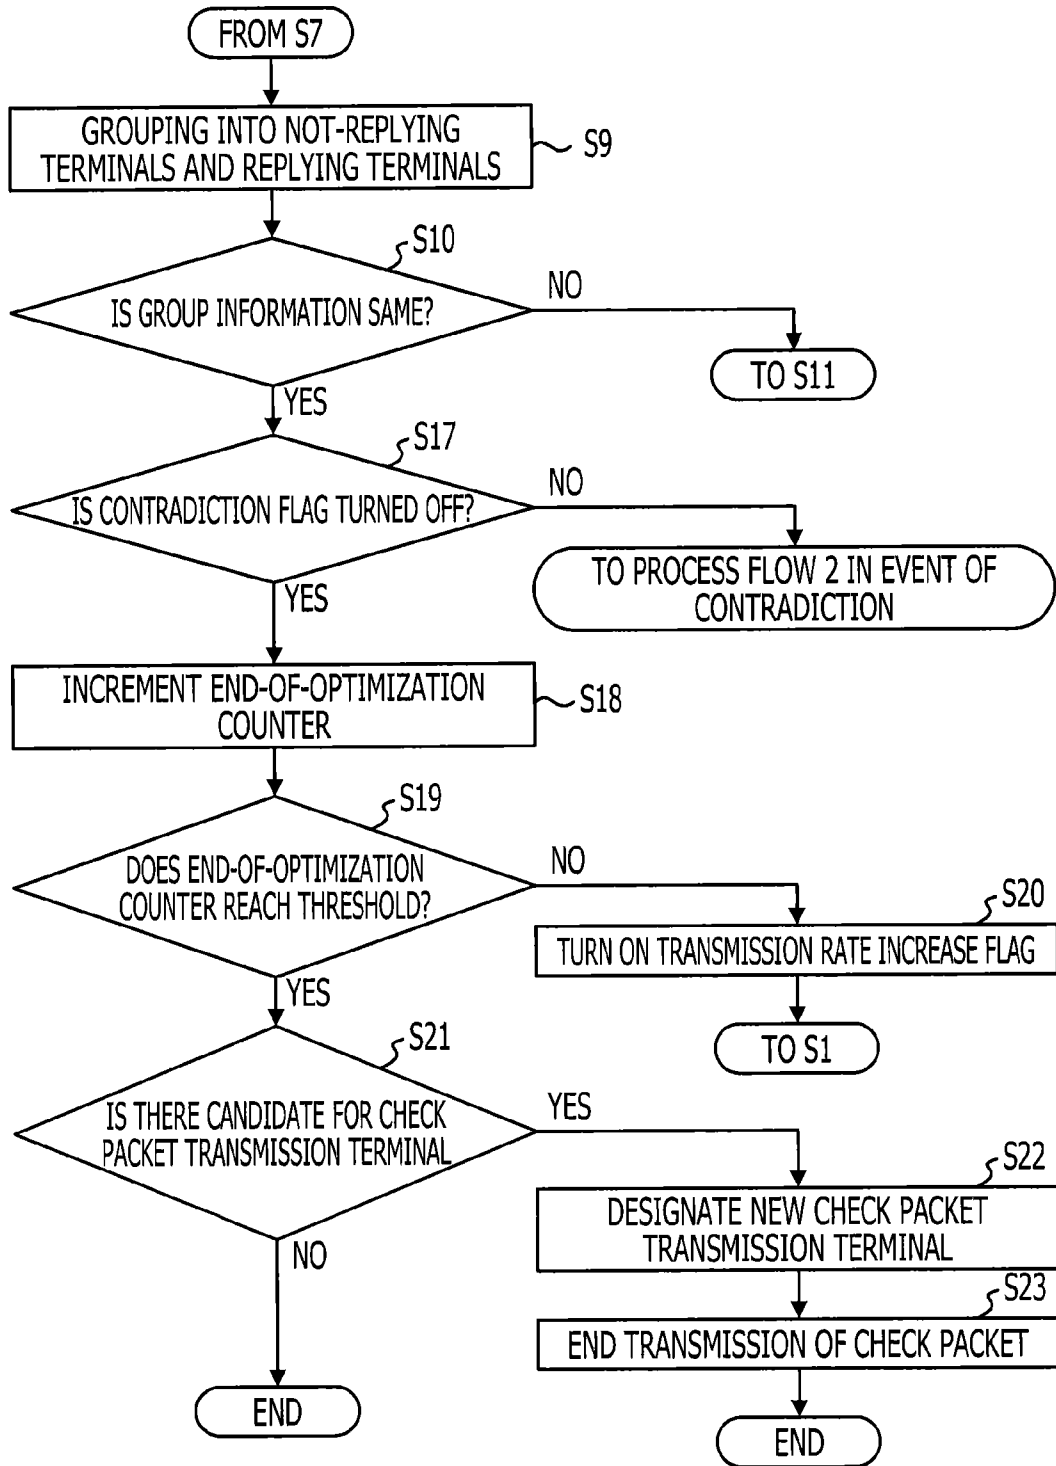 FROM S7
GROUPING INTO NOT-REPLYING
TERMINALS AND REPLYING TERMINALS
S9
S10
IS GROUP INFORMATION SAME?
NO
TO S11
YES
S17
IS CONTRADICTION FLAG TURNED OFF?
NO
TO PROCESS FLOW 2 IN EVENT OF
CONTRADICTION
YES
INCREMENT END-OF-OPTIMIZATION
COUNTER
S18
S19
DOES END-OF-OPTIMIZATION
COUNTER REACH THRESHOLD?
NO
S20
TURN ON TRANSMISSION RATE INCREASE FLAG
TO S1
YES
S21
IS THERE CANDIDATE FOR CHECK
PACKET TRANSMISSION TERMINAL
YES
S22
DESIGNATE NEW CHECK PACKET
TRANSMISSION TERMINAL
NO
S23
END TRANSMISSION OF CHECK PACKET
END
END